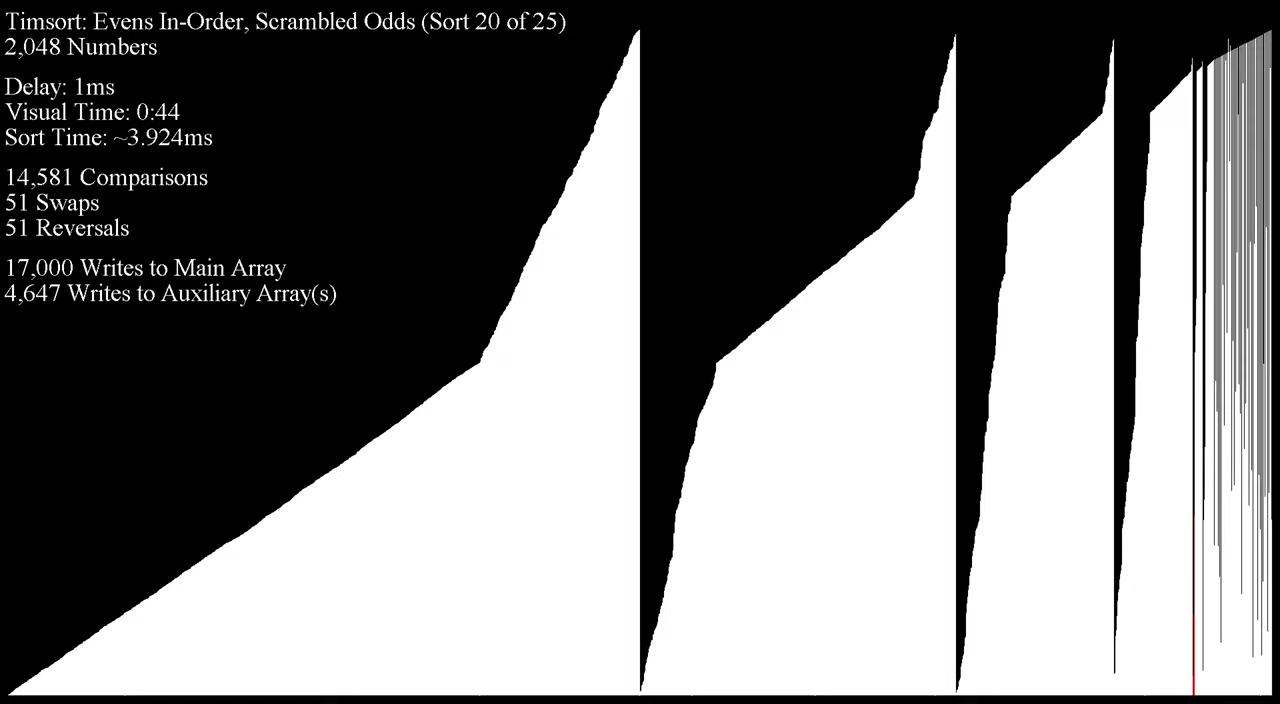 Timsort: Evens In-Order, Scrambled Odds (Sort 20 of 25)
2,048 Numbers
Delay: 1ms
Visual Time: 0:44
Sort Time: ~3.924ms
14,581 Comparisons
51 Swaps
51 Reversals
17,000 Writes to Main Array
4,647 Writes to Auxiliary Array(s)